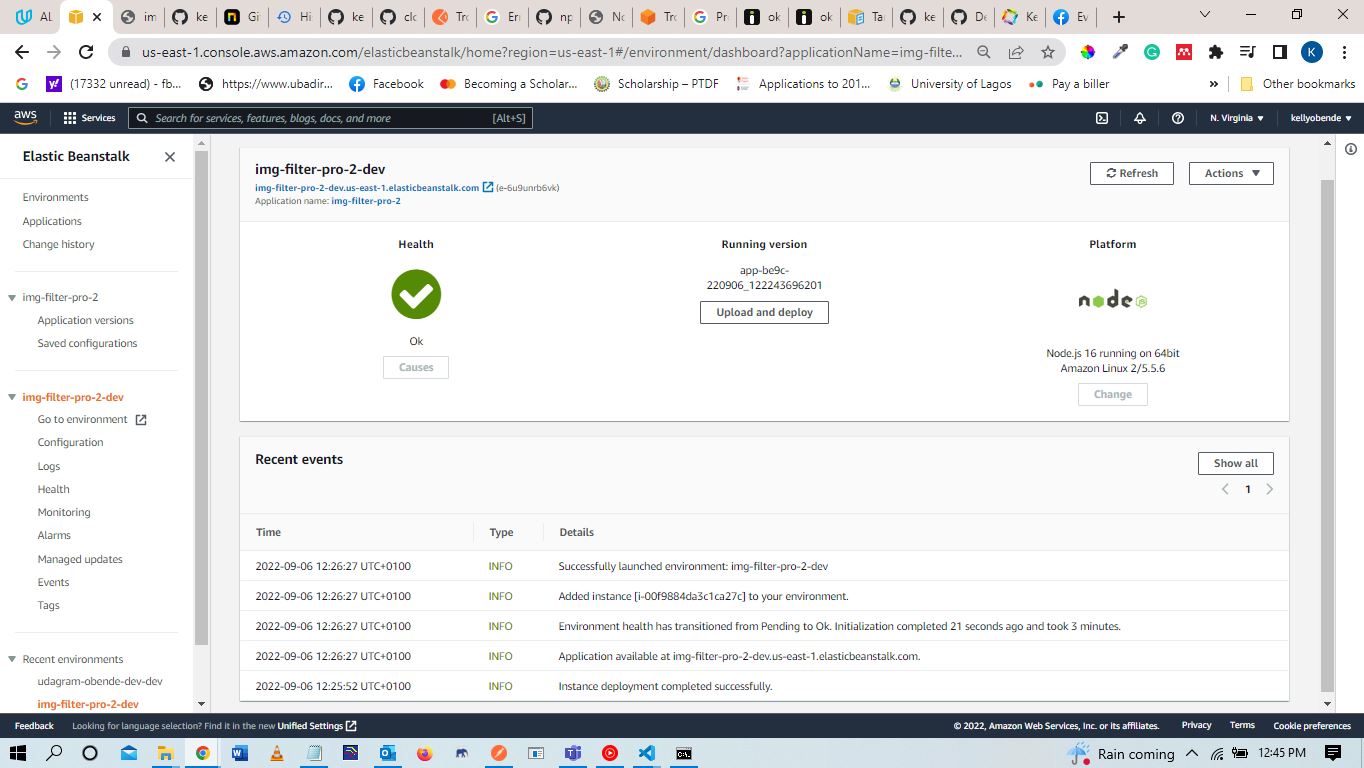 AL
im
ke
Git
Hi
ke
clo
Tro
Err
np
No
Tro
Pr
ok
ok
Ta
ke
De
Ke
Ev
us-east-1.console.aws.amazon.com/elasticbeanstalk/home?region=us-east-1#/environment/dashboard?applicationName=img-filte...
K
(17332 unread) - fb...
https://www.ubadir...
Facebook
Becoming a Scholar...
Scholarship – PTDF
Applications to 201...
University of Lagos
Pay a biller
»
Other bookmarks
aws
Services
Search for services, features, blogs, docs, and more
[Alt+S]
N. Virginia
kellyobende
Elastic Beanstalk
Environments
Applications
Change history
img-filter-pro-2
Application versions
Saved configurations
img-filter-pro-2-dev
Go to environment
Configuration
Logs
Health
Monitoring
Alarms
Managed updates
Events
Tags
Recent environments
udagram-obende-dev-dev
img-filter-pro-2-dev
img-filter-pro-2-dev
img-filter-pro-2-dev.us-east-1.elasticbeanstalk.com (e-6u9unrb6vk)
Application name: img-filter-pro-2
Refresh
Actions
Health
Ok
Causes
Running version
app-be9c-
220906_122243696201
Upload and deploy
Platform
node
Node.js 16 running on 64bit
Amazon Linux 2/5.5.6
Change
Recent events
Show all
1
Time Type Details
2022-09-06 12:26:27 UTC+0100 INFO Successfully launched environment: img-filter-pro-2-dev
2022-09-06 12:26:27 UTC+0100 INFO Added instance [i-00f9884da3c1ca27c] to your environment.
2022-09-06 12:26:27 UTC+0100 INFO Environment health has transitioned from Pending to Ok. Initialization completed 21 seconds ago and took 3 minutes.
2022-09-06 12:26:27 UTC+0100 INFO Application available at img-filter-pro-2-dev.us-east-1.elasticbeanstalk.com.
2022-09-06 12:25:52 UTC+0100 INFO Instance deployment completed successfully.
Feedback
Looking for language selection? Find it in the new Unified Settings
© 2022, Amazon Web Services, Inc. or its affiliates.
Privacy
Terms
Cookie preferences
Rain coming
12:45 PM